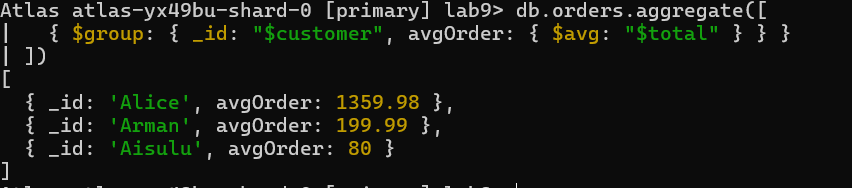 Atlas atlas-yx49bu-shard-0 [primary] lab9> db.orders.aggregate([
|   { $group: { _id: "$customer", avgOrder: { $avg: "$total" } } }
| ])
[
  { _id: 'Alice', avgOrder: 1359.98 },
  { _id: 'Arman', avgOrder: 199.99 },
  { _id: 'Aisulu', avgOrder: 80 }
]